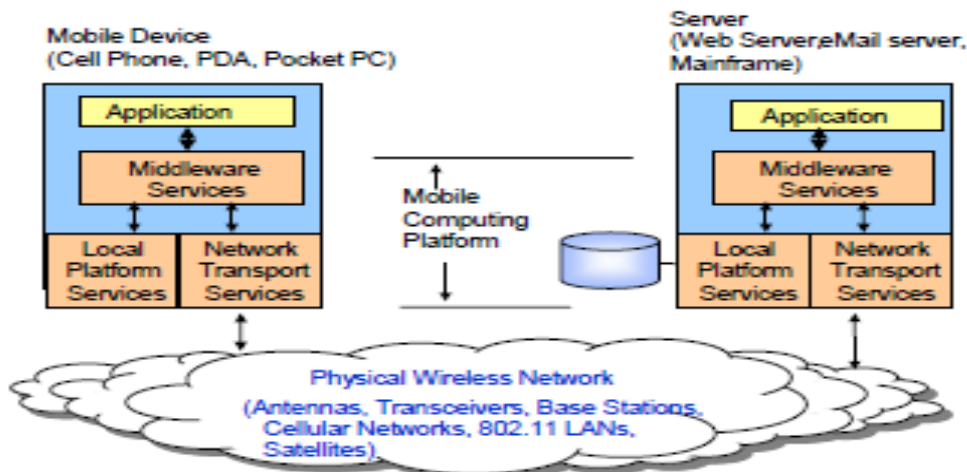 Mobile Device
(Cell Phone, PDA, Pocket PC)
Application
Middleware
Services
Local
Platform
Services
Network
Transport
Services
Mobile
Computing
Platform
Server
(Web Server,eMail server,
Mainframe)
Application
Middleware
Services
Local
Platform
Services
Network
Transport
Services
Physical Wireless Network
(Antennas, Transceivers, Base Stations,
Cellular Networks, 802.11 LANs,
Satellites)